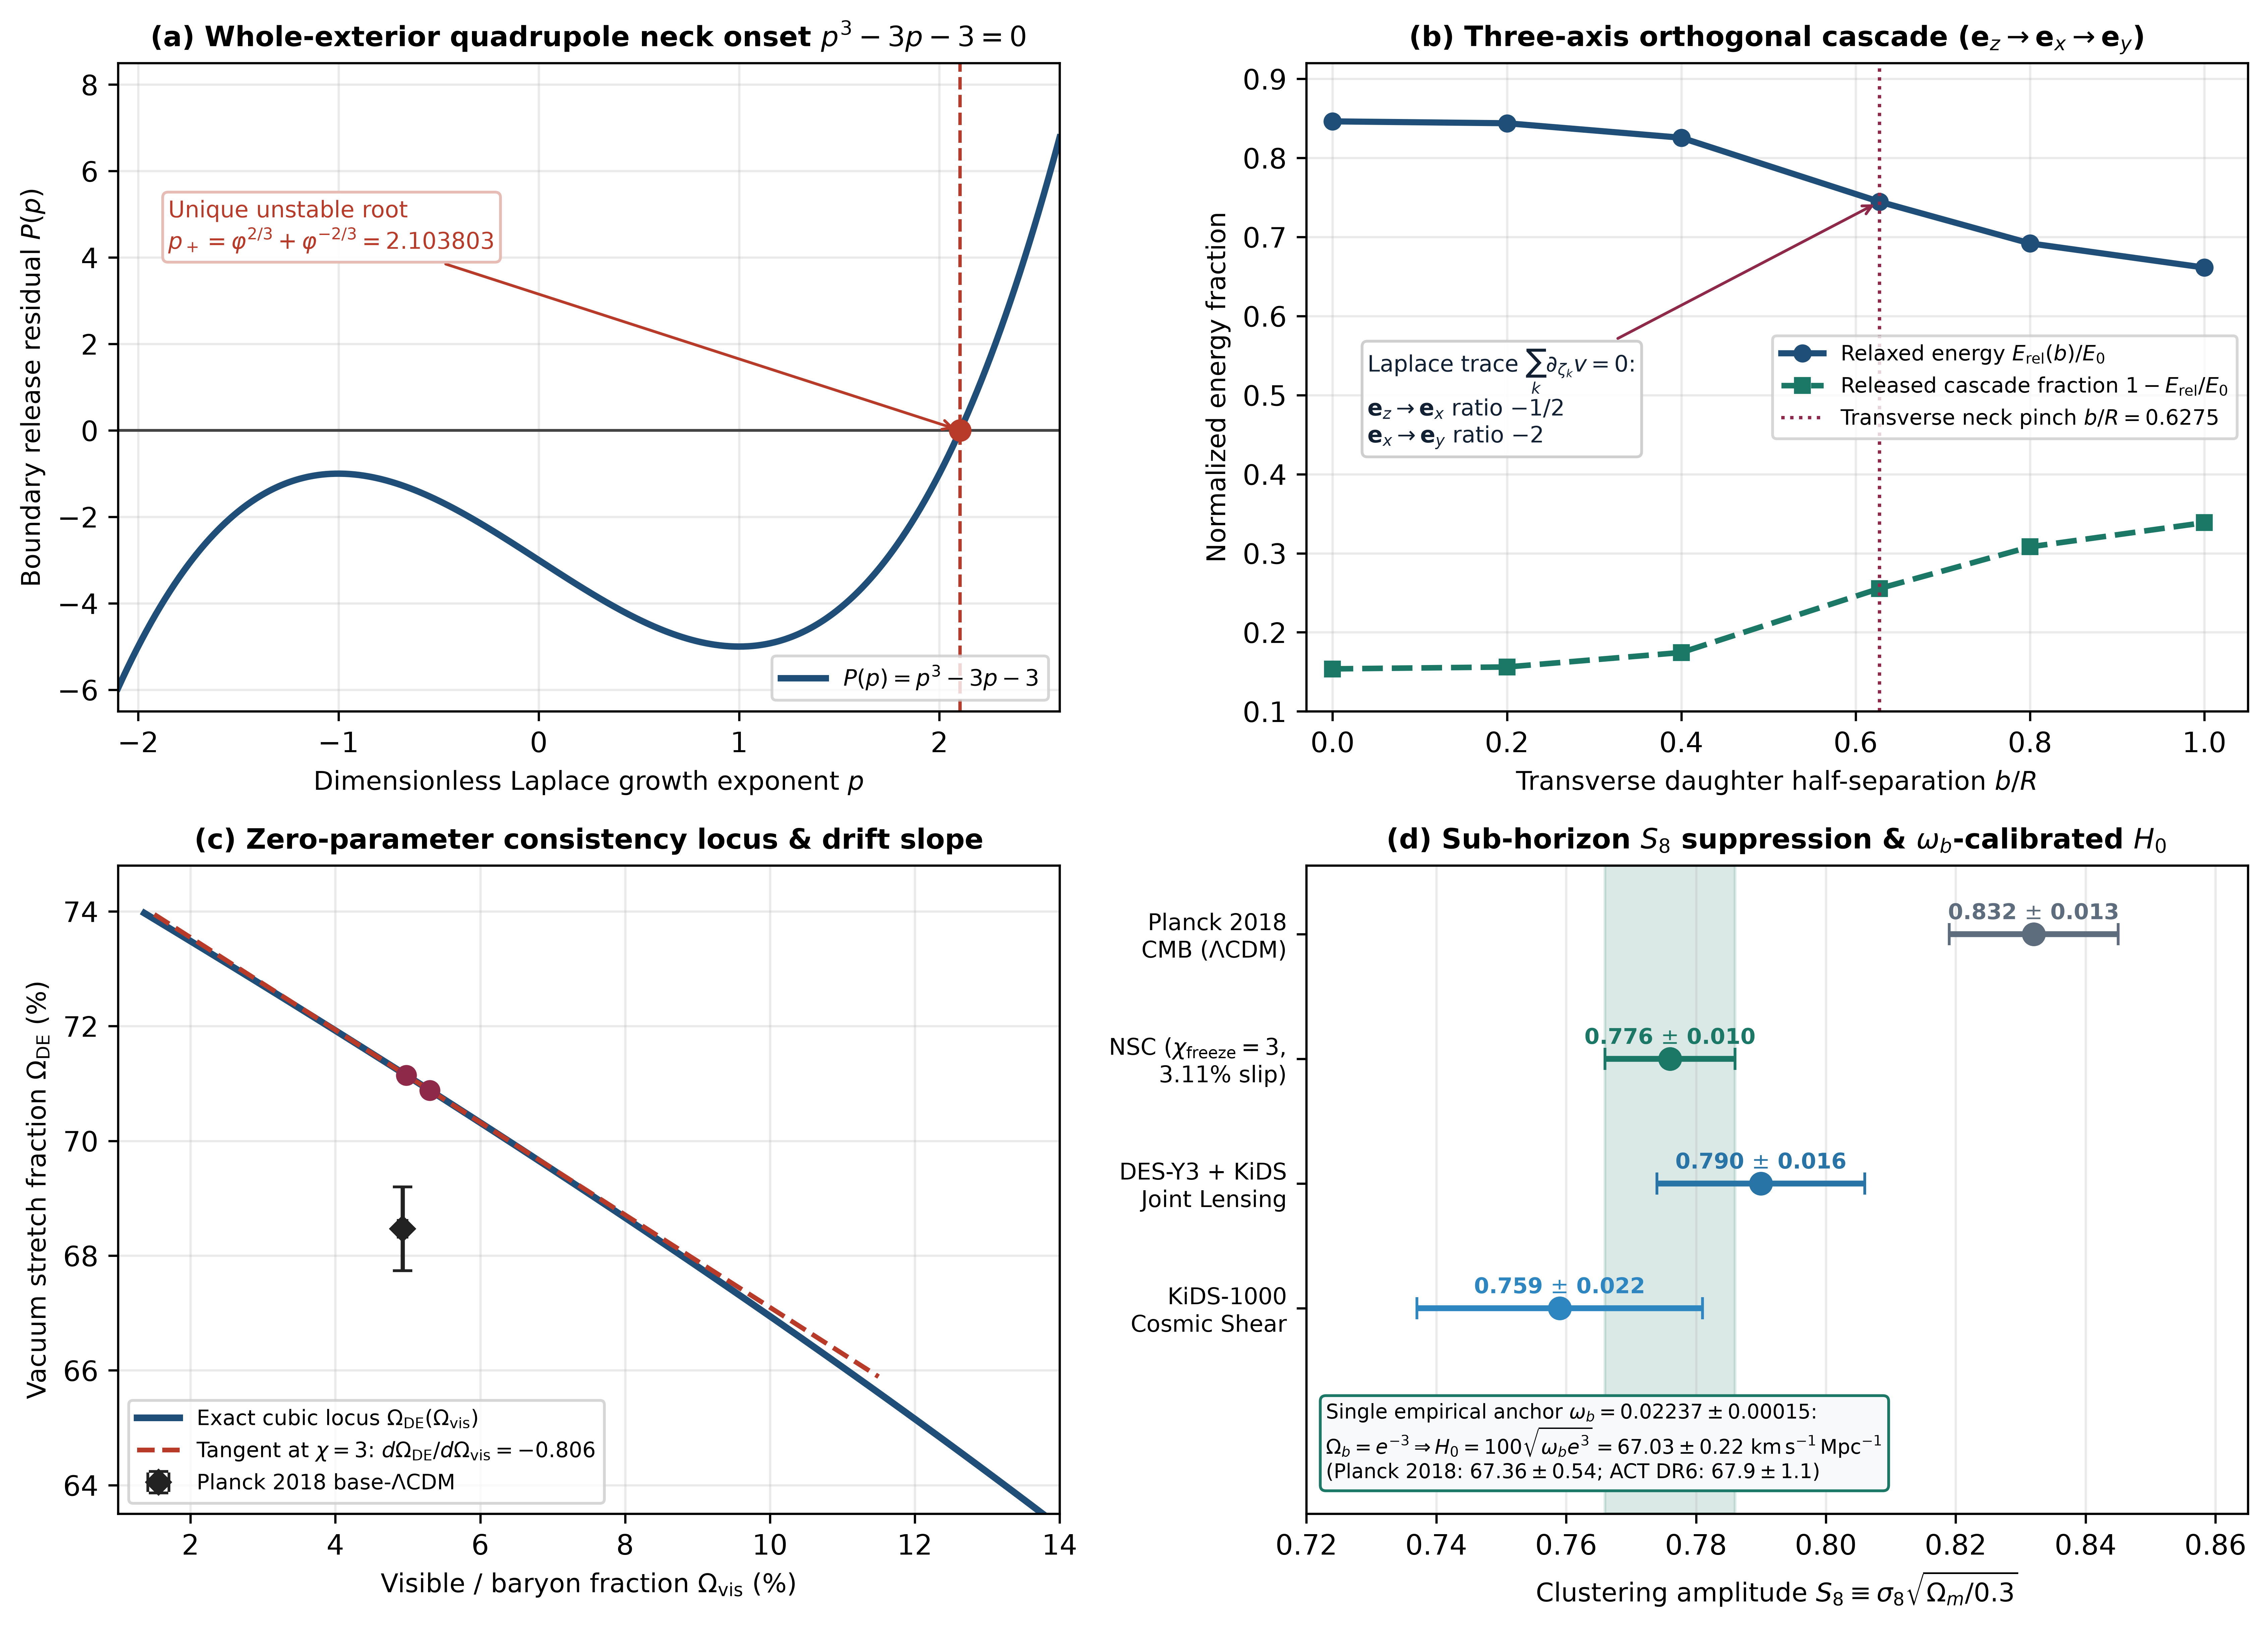 (a) Whole-exterior quadrupole neck onset p³ − 3p − 3 = 0
Boundary release residual P(p)
8
6
4
2
0
−2
−4
−6
Unique unstable root
p₊ = φ^{2/3} + φ^{−2/3} = 2.103803
P(p) = p³ − 3p − 3
−2 −1 0 1 2
Dimensionless Laplace growth exponent p
(b) Three-axis orthogonal cascade (e_z → e_x → e_y)
Normalized energy fraction
0.9
0.8
0.7
0.6
0.5
0.4
0.3
0.2
0.1
Laplace trace ∑_k ∂_{ζ_k} v = 0:
e_z → e_x ratio −1/2
e_x → e_y ratio −2
Relaxed energy E_rel(b)/E₀
Released cascade fraction 1 − E_rel/E₀
Transverse neck pinch b/R = 0.6275
0.0 0.2 0.4 0.6 0.8 1.0
Transverse daughter half-separation b/R
(c) Zero-parameter consistency locus & drift slope
Vacuum stretch fraction Ω_DE (%)
74
72
70
68
66
64
Exact cubic locus Ω_DE(Ω_vis)
Tangent at χ = 3: dΩ_DE/dΩ_vis = −0.806
Planck 2018 base-ΛCDM
2 4 6 8 10 12 14
Visible / baryon fraction Ω_vis (%)
(d) Sub-horizon S₈ suppression & ω_b-calibrated H₀
Planck 2018
CMB (ΛCDM)
0.832 ± 0.013
NSC (χ_freeze = 3,
3.11% slip)
0.776 ± 0.010
DES-Y3 + KiDS
Joint Lensing
0.790 ± 0.016
KiDS-1000
Cosmic Shear
0.759 ± 0.022
Single empirical anchor ω_b = 0.02237 ± 0.00015:
Ω_b = e⁻³ ⇒ H₀ = 100√(ω_b e³) = 67.03 ± 0.22 km s⁻¹ Mpc⁻¹
(Planck 2018: 67.36 ± 0.54; ACT DR6: 67.9 ± 1.1)
0.72 0.74 0.76 0.78 0.80 0.82 0.84 0.86
Clustering amplitude S₈ ≡ σ₈√(Ω_m/0.3)